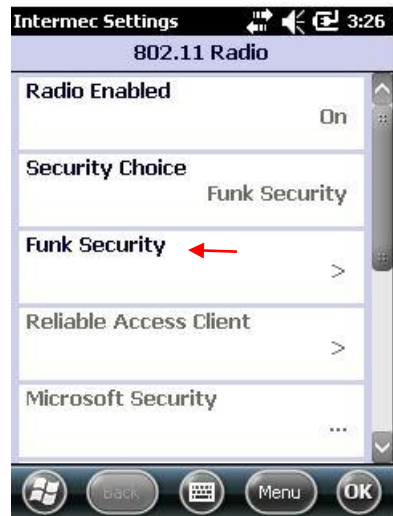 Intermec Settings 3:26
802.11 Radio
Radio Enabled
On
Security Choice
Funk Security
Funk Security
>
Reliable Access Client
>
Microsoft Security
...
Back Menu OK